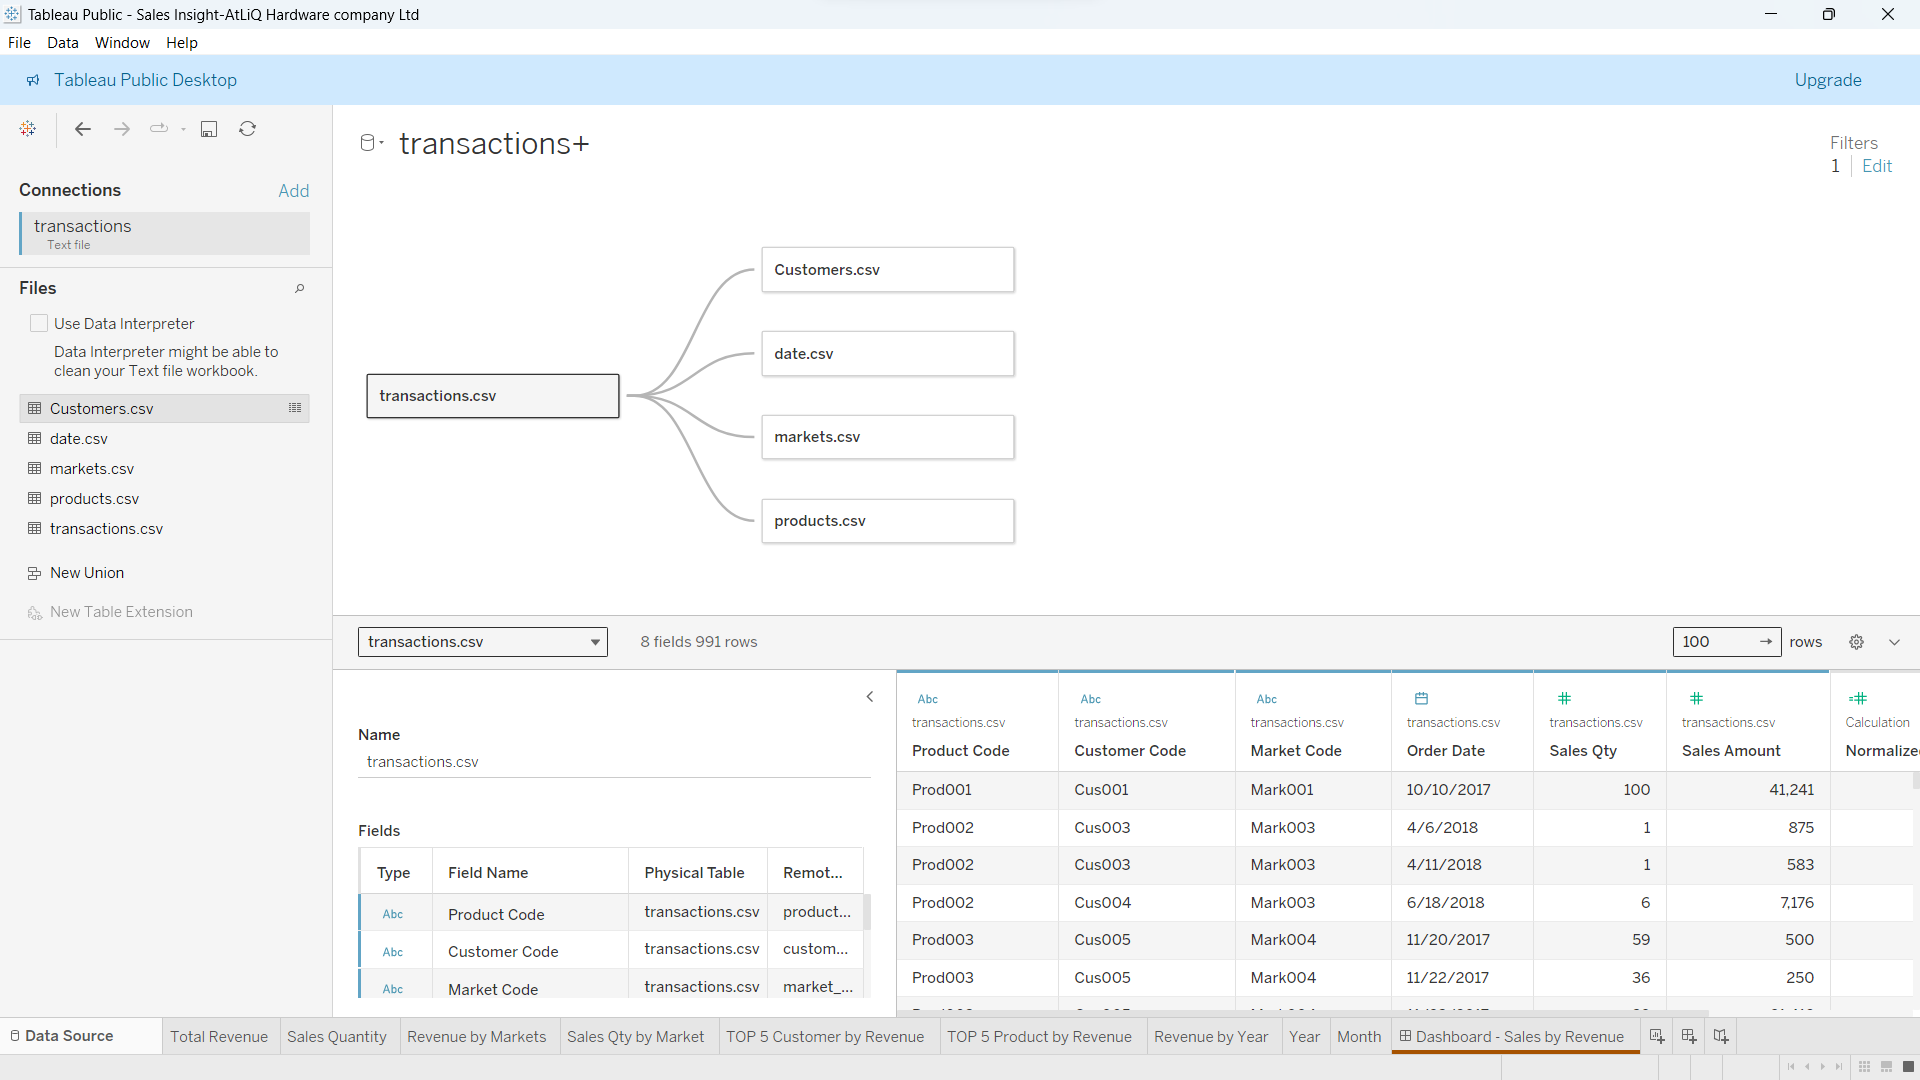 Tableau Public - Sales Insight-AtLiQ Hardware company Ltd
File Data Window Help
Tableau Public Desktop
Upgrade
Connections
Add
transactions
Text file
Files
Use Data Interpreter
Data Interpreter might be able to
clean your Text file workbook.
Customers.csv
date.csv
markets.csv
products.csv
transactions.csv
New Union
New Table Extension
transactions+
Filters
1 Edit
transactions.csv
Customers.csv
date.csv
markets.csv
products.csv
transactions.csv
8 fields 991 rows
100 → rows
Name
transactions.csv
Fields
Type Field Name Physical Table Remot...
Abc Product Code transactions.csv product...
Abc Customer Code transactions.csv custom...
Abc Market Code transactions.csv market_...
Abc Abc Abc # # =#
transactions.csv transactions.csv transactions.csv transactions.csv transactions.csv transactions.csv Calculation
Product Code Customer Code Market Code Order Date Sales Qty Sales Amount Normalize
Prod001 Cus001 Mark001 10/10/2017 100 41,241
Prod002 Cus003 Mark003 4/6/2018 1 875
Prod002 Cus003 Mark003 4/11/2018 1 583
Prod002 Cus004 Mark003 6/18/2018 6 7,176
Prod003 Cus005 Mark004 11/20/2017 59 500
Prod003 Cus005 Mark004 11/22/2017 36 250
Data Source Total Revenue Sales Quantity Revenue by Markets Sales Qty by Market TOP 5 Customer by Revenue TOP 5 Product by Revenue Revenue by Year Year Month Dashboard - Sales by Revenue